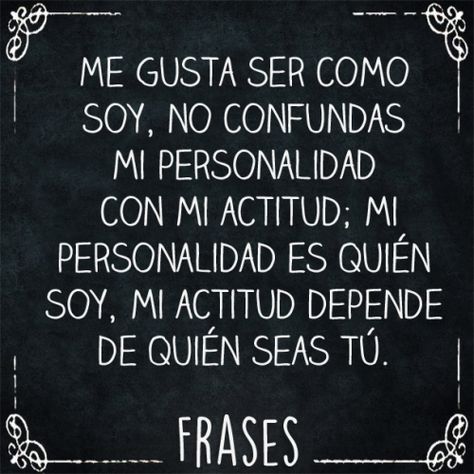 ME GUSTA SER COMO
SOY, NO CONFUNDAS
MI PERSONALIDAD
CON MI ACTITUD; MI
PERSONALIDAD ES QUIÉN
SOY, MI ACTITUD DEPENDE
DE QUIÉN SEAS TÚ.
FRASES